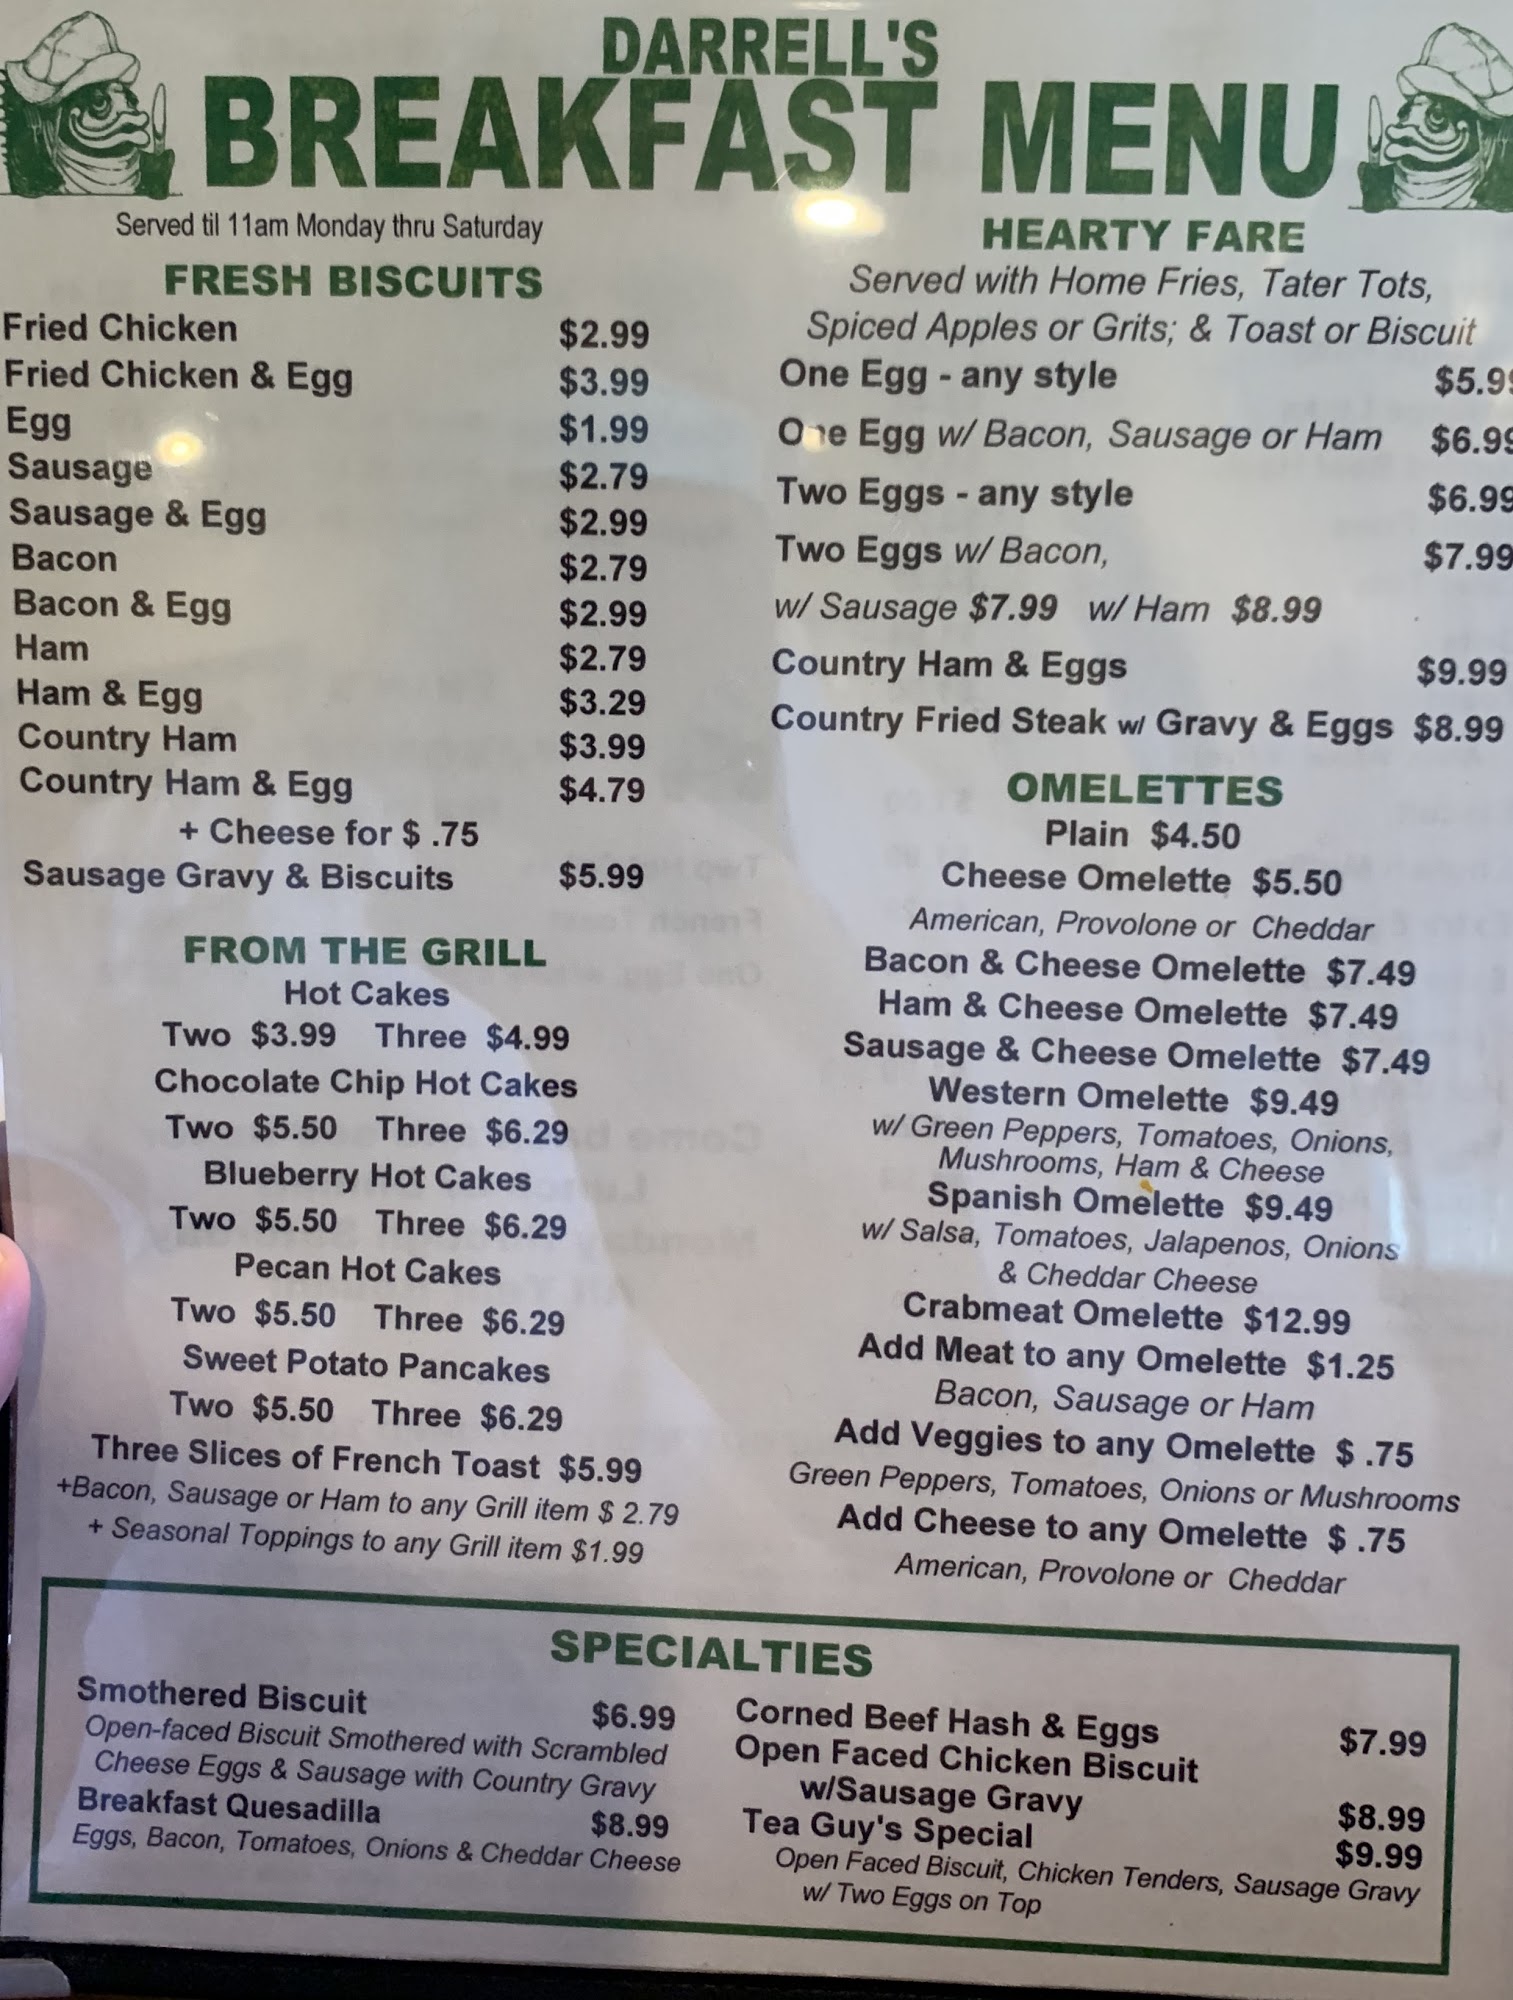 DARRELL'S
BREAKFAST MENU
Served til 11am Monday thru Saturday
FRESH BISCUITS
Fried Chicken $2.99
Fried Chicken & Egg $3.99
Egg $1.99
Sausage $2.79
Sausage & Egg $2.99
Bacon $2.79
Bacon & Egg $2.99
Ham $2.79
Ham & Egg $3.29
Country Ham $3.99
Country Ham & Egg $4.79
+ Cheese for $ .75
Sausage Gravy & Biscuits $5.99
FROM THE GRILL
Hot Cakes
Two $3.99 Three $4.99
Chocolate Chip Hot Cakes
Two $5.50 Three $6.29
Blueberry Hot Cakes
Two $5.50 Three $6.29
Pecan Hot Cakes
Two $5.50 Three $6.29
Sweet Potato Pancakes
Two $5.50 Three $6.29
Three Slices of French Toast $5.99
+Bacon, Sausage or Ham to any Grill item $ 2.79
+ Seasonal Toppings to any Grill item $1.99
HEARTY FARE
Served with Home Fries, Tater Tots,
Spiced Apples or Grits; & Toast or Biscuit
One Egg - any style $5.99
One Egg w/ Bacon, Sausage or Ham $6.99
Two Eggs - any style $6.99
Two Eggs w/ Bacon, $7.99
w/ Sausage $7.99 w/ Ham $8.99
Country Ham & Eggs $9.99
Country Fried Steak w/ Gravy & Eggs $8.99
OMELETTES
Plain $4.50
Cheese Omelette $5.50
American, Provolone or Cheddar
Bacon & Cheese Omelette $7.49
Ham & Cheese Omelette $7.49
Sausage & Cheese Omelette $7.49
Western Omelette $9.49
w/ Green Peppers, Tomatoes, Onions,
Mushrooms, Ham & Cheese
Spanish Omelette $9.49
w/ Salsa, Tomatoes, Jalapenos, Onions
& Cheddar Cheese
Crabmeat Omelette $12.99
Add Meat to any Omelette $1.25
Bacon, Sausage or Ham
Add Veggies to any Omelette $ .75
Green Peppers, Tomatoes, Onions or Mushrooms
Add Cheese to any Omelette $ .75
American, Provolone or Cheddar
SPECIALTIES
Smothered Biscuit $6.99
Open-faced Biscuit Smothered with Scrambled
Cheese Eggs & Sausage with Country Gravy
Breakfast Quesadilla $8.99
Eggs, Bacon, Tomatoes, Onions & Cheddar Cheese
Corned Beef Hash & Eggs $7.99
Open Faced Chicken Biscuit
w/Sausage Gravy $8.99
Tea Guy's Special $9.99
Open Faced Biscuit, Chicken Tenders, Sausage Gravy
w/ Two Eggs on Top